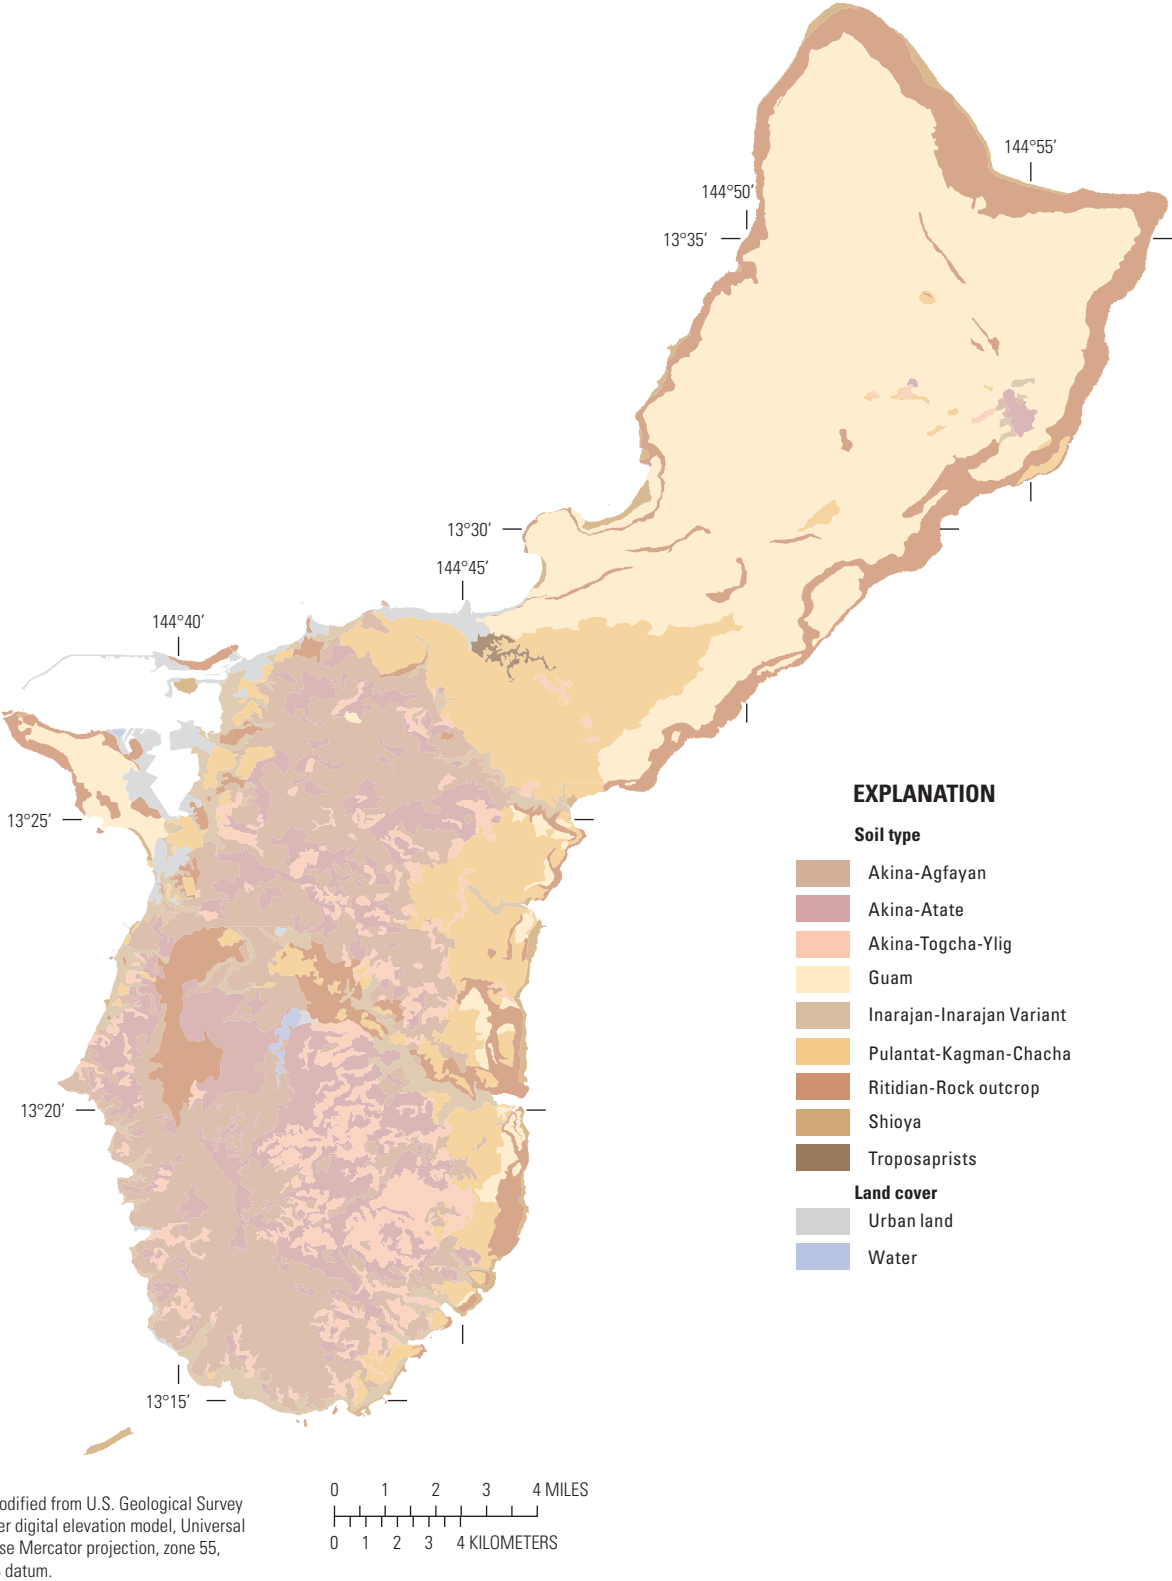 144°55′
144°50′
13°35′
13°30′
144°45′
144°40′
13°25′
13°20′
13°15′
EXPLANATION
Soil type
Akina-Agfayan
Akina-Atate
Akina-Togcha-Ylig
Guam
Inarajan-Inarajan Variant
Pulantat-Kagman-Chacha
Ritidian-Rock outcrop
Shioya
Troposaprists
Land cover
Urban land
Water
0 1 2 3 4 MILES
0 1 2 3 4 KILOMETERS
odified from U.S. Geological Survey
er digital elevation model, Universal
se Mercator projection, zone 55,
datum.